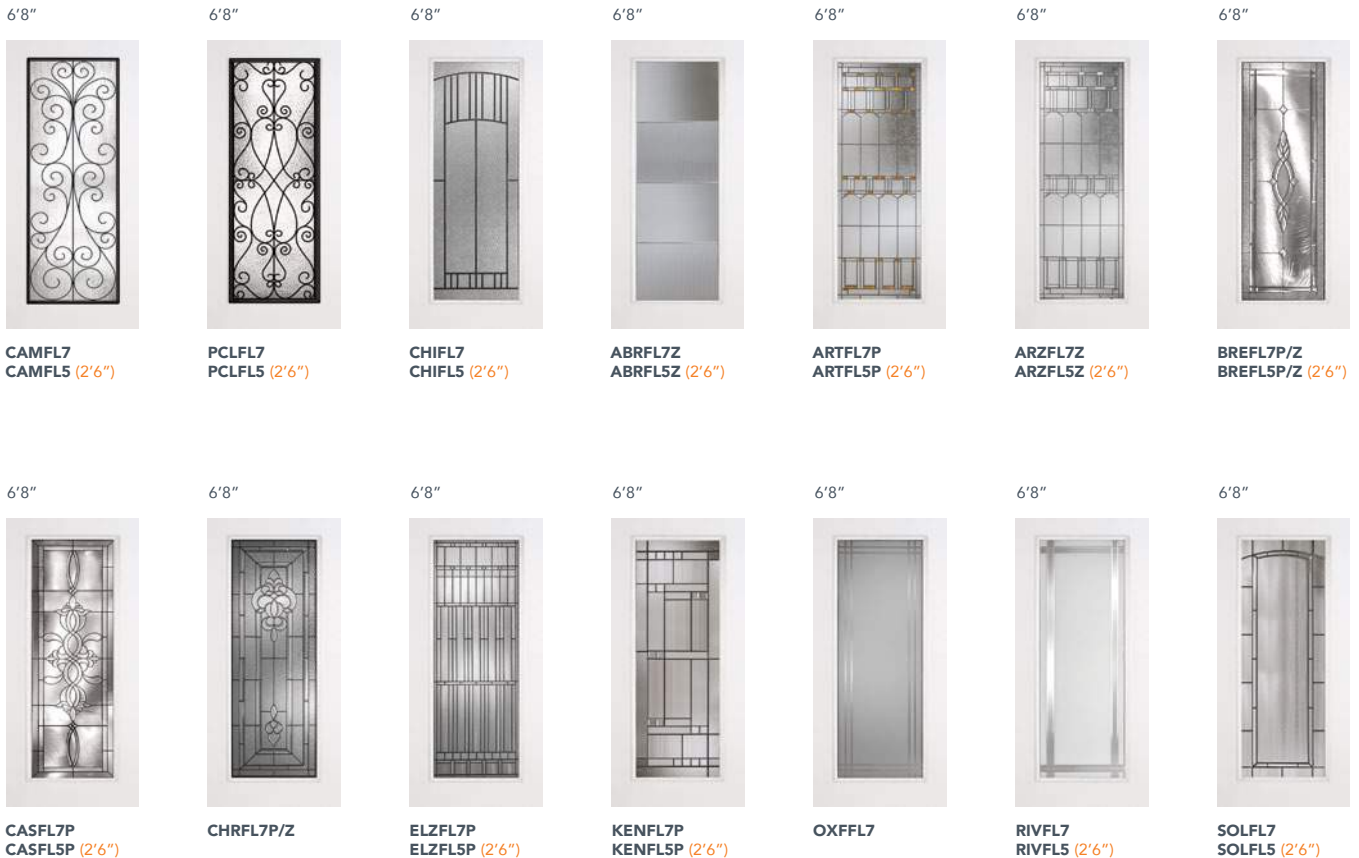 6’8”
6’8”
6’8”
6’8”
6’8”
6’8”
6’8”
CAMFL7
CAMFL5 (2’6”)
PCLFL7
PCLFL5 (2’6”)
CHIFL7
CHIFL5 (2’6”)
ABRFL7Z
ABRFL5Z (2’6”)
ARTFL7P
ARTFL5P (2’6”)
ARZFL7Z
ARZFL5Z (2’6”)
BREFL7P/Z
BREFL5P/Z (2’6”)
6’8”
6’8”
6’8”
6’8”
6’8”
6’8”
6’8”
CASFL7P
CASFL5P (2’6”)
CHRFL7P/Z
ELZFL7P
ELZFL5P (2’6”)
KENFL7P
KENFL5P (2’6”)
OXFFL7
RIVFL7
RIVFL5 (2’6”)
SOLFL7
SOLFL5 (2’6”)